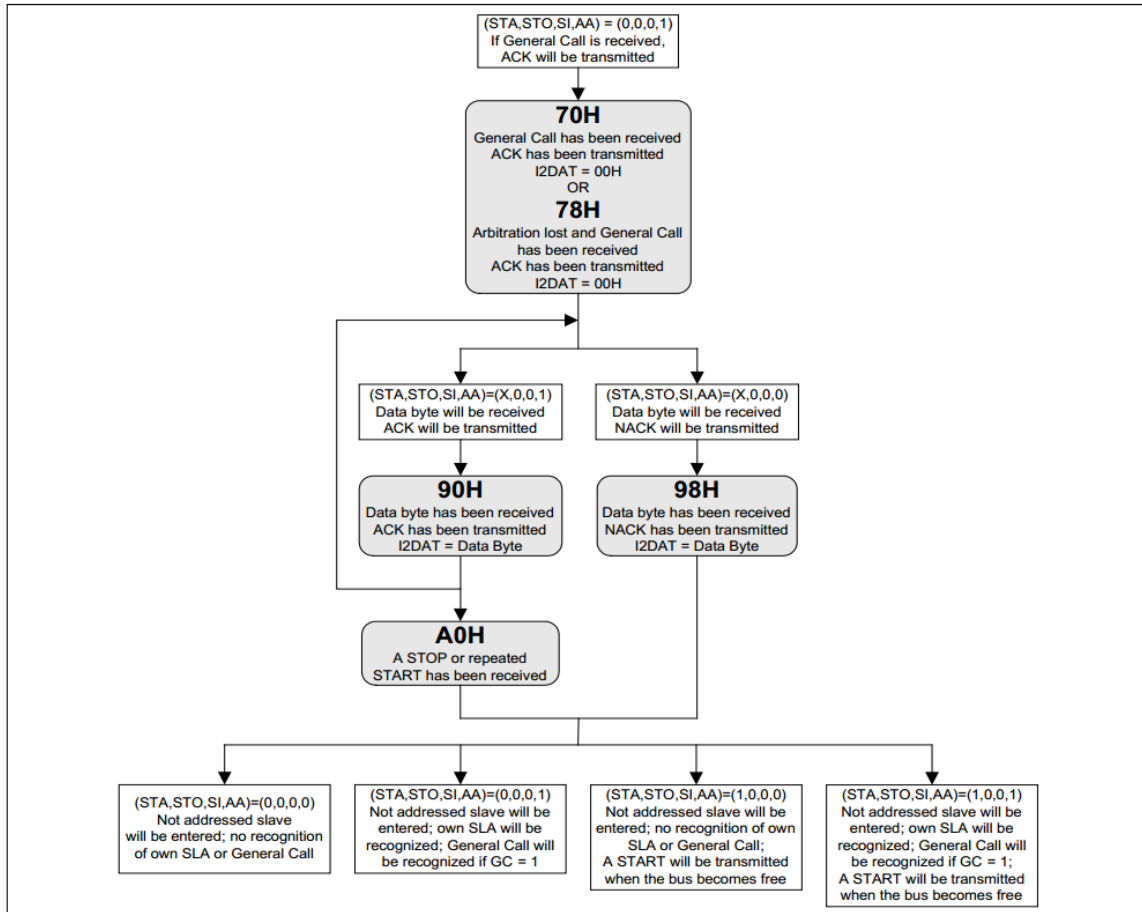 (STA,STO,SI,AA) = (0,0,0,1)
If General Call is received,
ACK will be transmitted
70H
General Call has been received
ACK has been transmitted
I2DAT = 00H
OR
78H
Arbitration lost and General Call
has been received
ACK has been transmitted
I2DAT = 00H
(STA,STO,SI,AA)=(X,0,0,1)
Data byte will be received
ACK will be transmitted
(STA,STO,SI,AA)=(X,0,0,0)
Data byte will be received
NACK will be transmitted
90H
Data byte has been received
ACK has been transmitted
I2DAT = Data Byte
98H
Data byte has been received
NACK has been transmitted
I2DAT = Data Byte
A0H
A STOP or repeated
START has been received
(STA,STO,SI,AA)=(0,0,0,0)
Not addressed slave
will be entered; no recognition
of own SLA or General Call
(STA,STO,SI,AA)=(0,0,0,1)
Not addressed slave will be
entered; own SLA will be
recognized; General Call will
be recognized if GC = 1
(STA,STO,SI,AA)=(1,0,0,0)
Not addressed slave will be
entered; no recognition of own
SLA or General Call;
A START will be transmitted
when the bus becomes free
(STA,STO,SI,AA)=(1,0,0,1)
Not addressed slave will be
entered; own SLA will be
recognized; General Call will
be recognized if GC = 1;
A START will be transmitted
when the bus becomes free